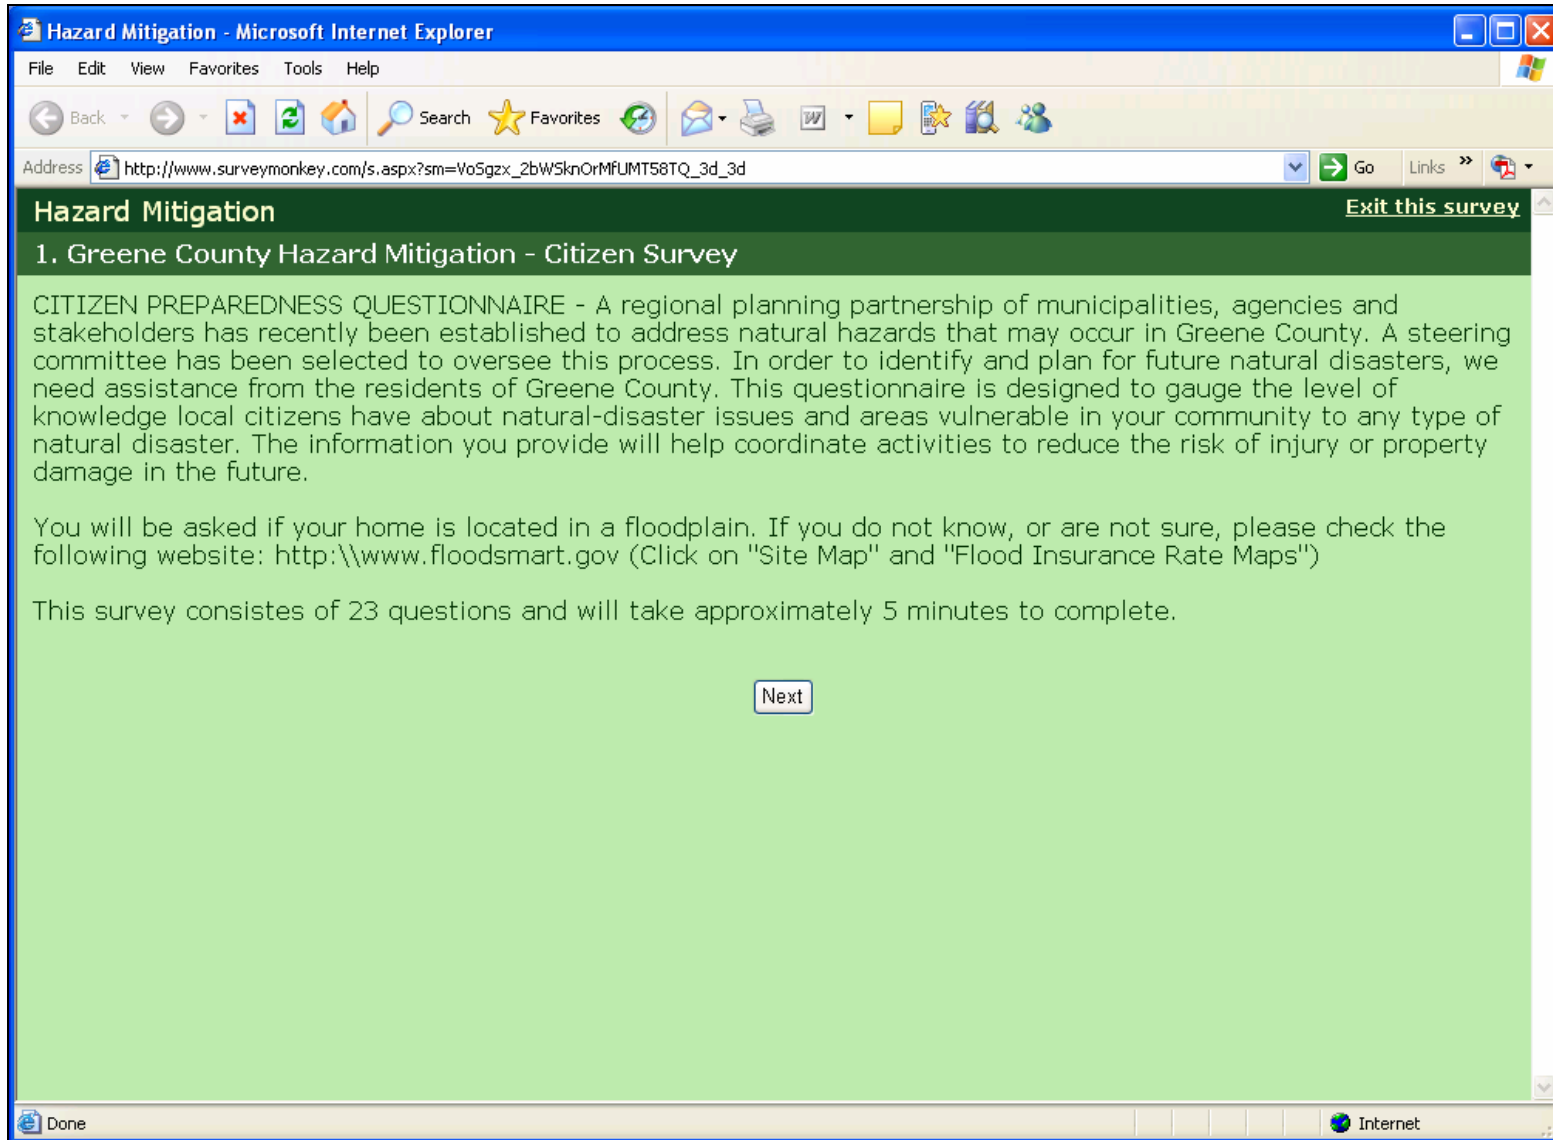 Hazard Mitigation - Microsoft Internet Explorer
File Edit View Favorites Tools Help
Back Search Favorites W
Address http://www.surveymonkey.com/s.aspx?sm=VoSgzx_2bWSknOrMfUMT58TQ_3d_3d Go Links »
Hazard Mitigation Exit this survey
1. Greene County Hazard Mitigation - Citizen Survey
CITIZEN PREPAREDNESS QUESTIONNAIRE - A regional planning partnership of municipalities, agencies and
stakeholders has recently been established to address natural hazards that may occur in Greene County. A steering
committee has been selected to oversee this process. In order to identify and plan for future natural disasters, we
need assistance from the residents of Greene County. This questionnaire is designed to gauge the level of
knowledge local citizens have about natural-disaster issues and areas vulnerable in your community to any type of
natural disaster. The information you provide will help coordinate activities to reduce the risk of injury or property
damage in the future.
You will be asked if your home is located in a floodplain. If you do not know, or are not sure, please check the
following website: http:\\www.floodsmart.gov (Click on "Site Map" and "Flood Insurance Rate Maps")
This survey consistes of 23 questions and will take approximately 5 minutes to complete.
Next
Done Internet